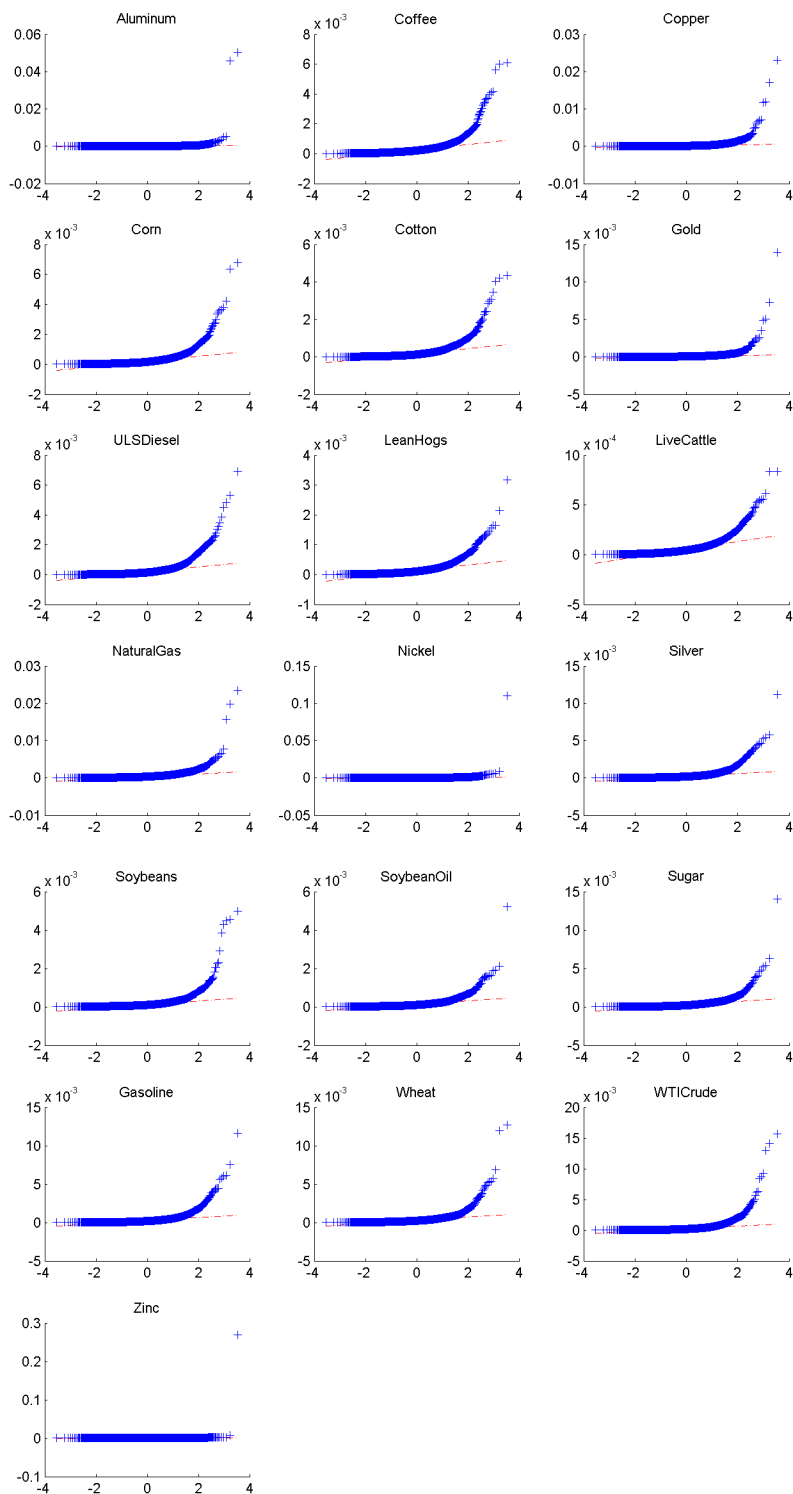 Aluminum Coffee Copper
0.06 x 10⁻³ 8 0.03
0.04 6 0.02
4
0.02 0.01
2
0 0 0
-0.02 -2 -0.01
-4 -2 0 2 4 -4 -2 0 2 4 -4 -2 0 2 4
Corn Cotton Gold
x 10⁻³ x 10⁻³ x 10⁻³
8 6 15
6 4 10
4
2 5
2
0 0 0
-2 -2 -5
-4 -2 0 2 4 -4 -2 0 2 4 -4 -2 0 2 4
ULSDiesel LeanHogs LiveCattle
x 10⁻³ x 10⁻³ x 10⁻⁴
8 4 10
6 3
4 2 5
2 1 0
0 0
-2 -1 -5
-4 -2 0 2 4 -4 -2 0 2 4 -4 -2 0 2 4
NaturalGas Nickel Silver
x 10⁻³
0.03 0.15 15
0.02 0.1 10
0.01 0.05 5
0 0 0
-0.01 -0.05 -5
-4 -2 0 2 4 -4 -2 0 2 4 -4 -2 0 2 4
Soybeans SoybeanOil Sugar
x 10⁻³ x 10⁻³ x 10⁻³
6 6 15
4 4 10
2 2 5
0 0 0
-2 -2 -5
-4 -2 0 2 4 -4 -2 0 2 4 -4 -2 0 2 4
Gasoline Wheat WTICrude
x 10⁻³ x 10⁻³ x 10⁻³
15 15 20
10 10 15
10
5 5
5
0 0 0
-5 -5 -5
-4 -2 0 2 4 -4 -2 0 2 4 -4 -2 0 2 4
Zinc
0.3
0.2
0.1
0
-0.1
-4 -2 0 2 4